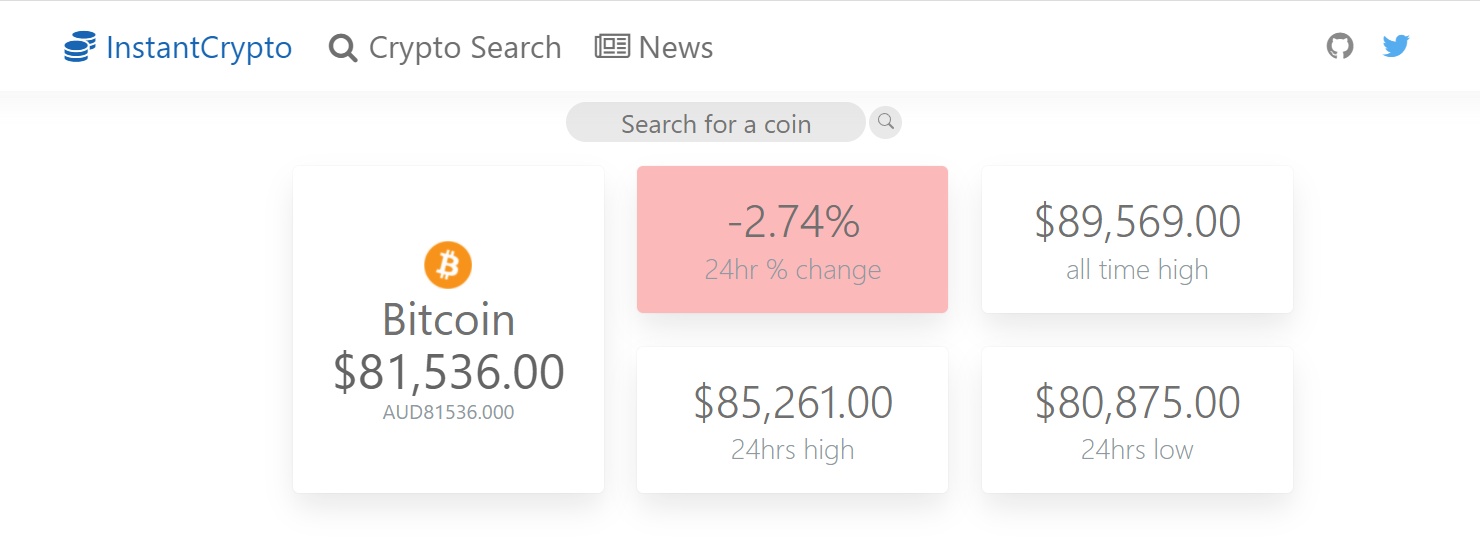 InstantCrypto Crypto Search News
Search for a coin
Bitcoin
$81,536.00
AUD81536.000
-2.74%
24hr % change
$89,569.00
all time high
$85,261.00
24hrs high
$80,875.00
24hrs low